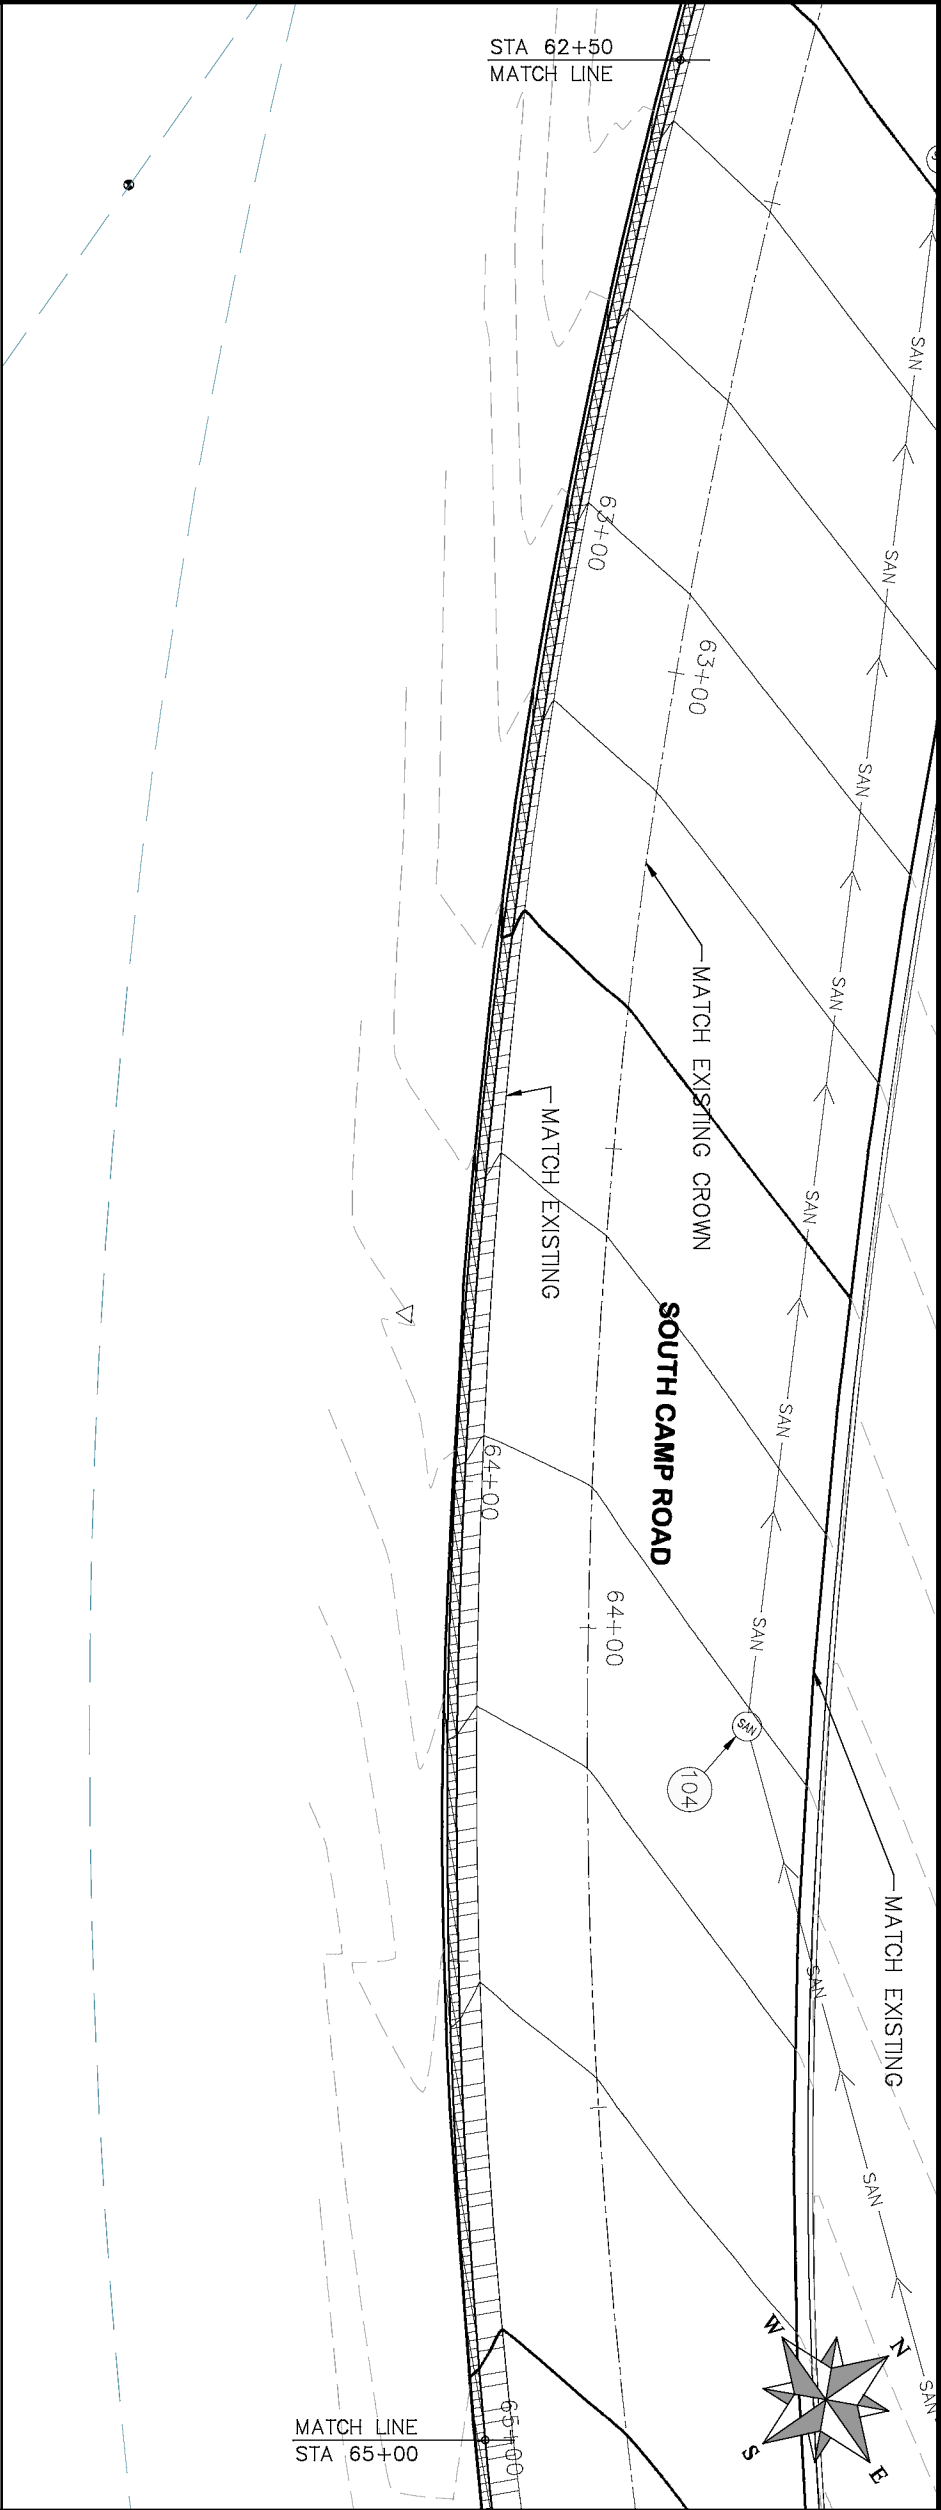 STA 62+50
MATCH LINE
SAN
SAN
63+00
63+00
SAN
MATCH EXISTING CROWN
SAN
MATCH EXISTING
SAN
SOUTH CAMP ROAD
SAN
64+00
64+00
SAN
SAN
104
MATCH EXISTING
SAN
SAN
W
N
S
E
SAN
65+00
MATCH LINE
STA 65+00